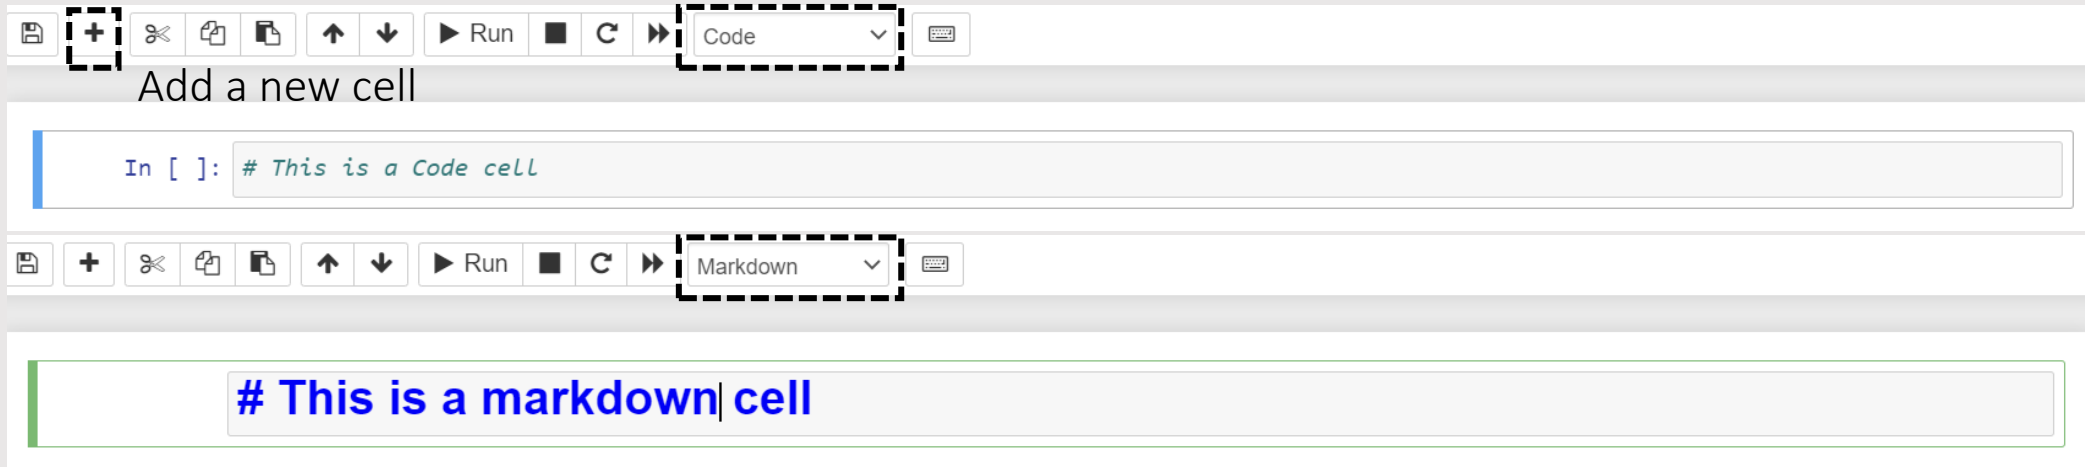 Run Code
Add a new cell
In [ ]: # This is a Code cell
Run Markdown
# This is a markdown cell